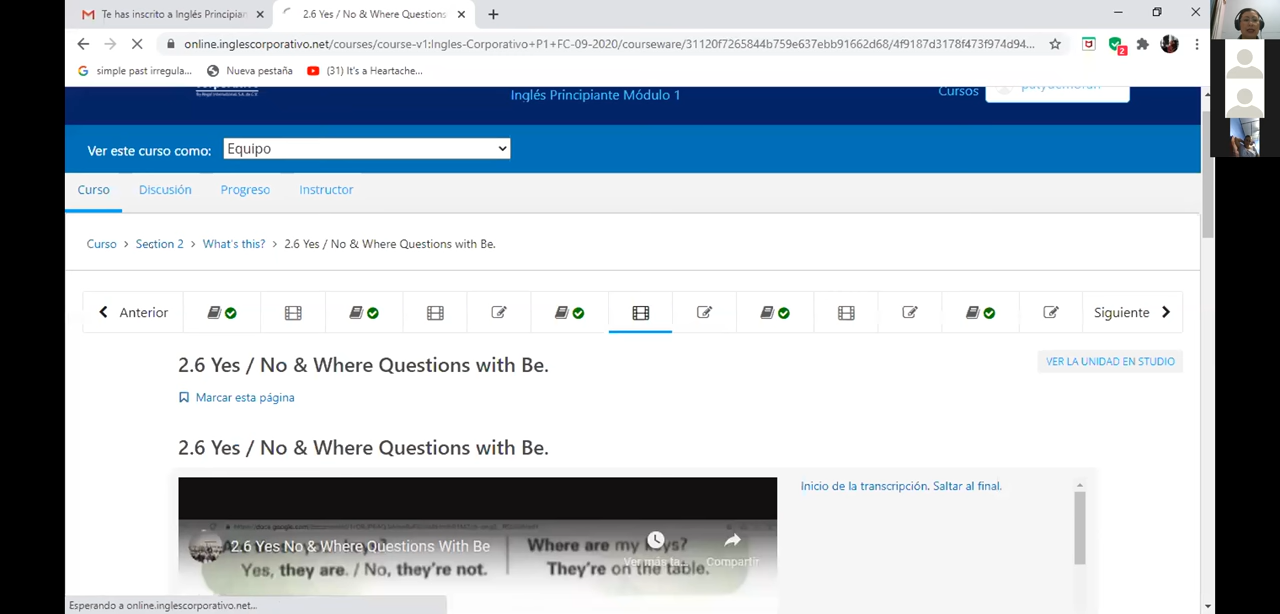 Te has inscrito a Inglés Principian
2.6 Yes / No & Where Questions
online.inglescorporativo.net/courses/course-v1:Ingles-Corporativo+P1+FC-09-2020/courseware/31120f7265844b759e637ebb91662d68/4f9187d3178f473f974d94...
simple past irregula...
Nueva pestaña
(31) It's a Heartache...
Inglés Principiante Módulo 1
Cursos
Ver este curso como: Equipo
Curso Discusión Progreso Instructor
Curso > Section 2 > What's this? > 2.6 Yes / No & Where Questions with Be.
Anterior
Siguiente
2.6 Yes / No & Where Questions with Be.
VER LA UNIDAD EN STUDIO
Marcar esta página
2.6 Yes / No & Where Questions with Be.
Inicio de la transcripción. Saltar al final.
2.6 Yes No & Where Questions With Be
Where are my keys?
Ver más ta... Compartir
Yes, they are. / No, they're not.
They're on the table.
Esperando a online.inglescorporativo.net...